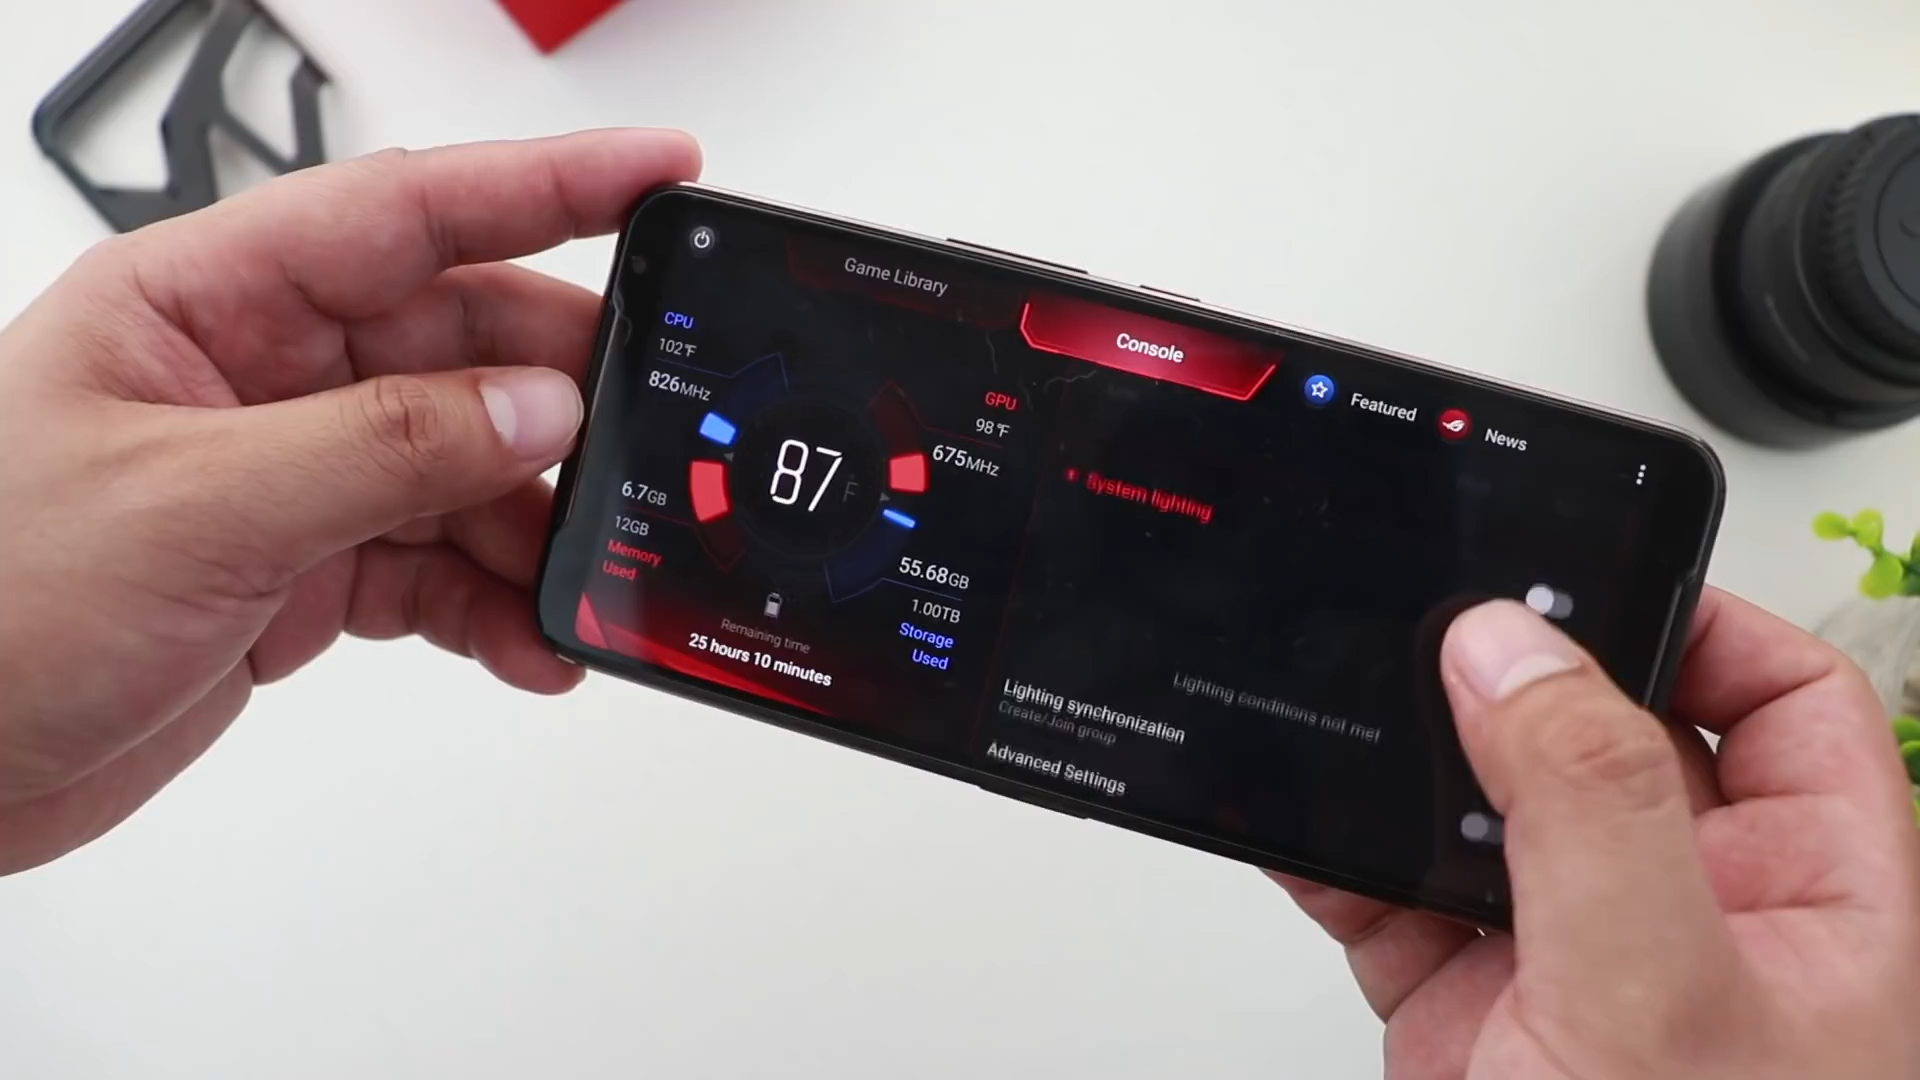 Game Library
Console
Featured
News
CPU
102°F
826MHz
GPU
98°F
675MHz
87F
6.7GB
12GB
Memory
Used
55.68GB
1.00TB
Storage
Used
Remaining time
25 hours 10 minutes
System lighting
Lighting conditions not met
Lighting synchronization
Create/Join group
Advanced Settings